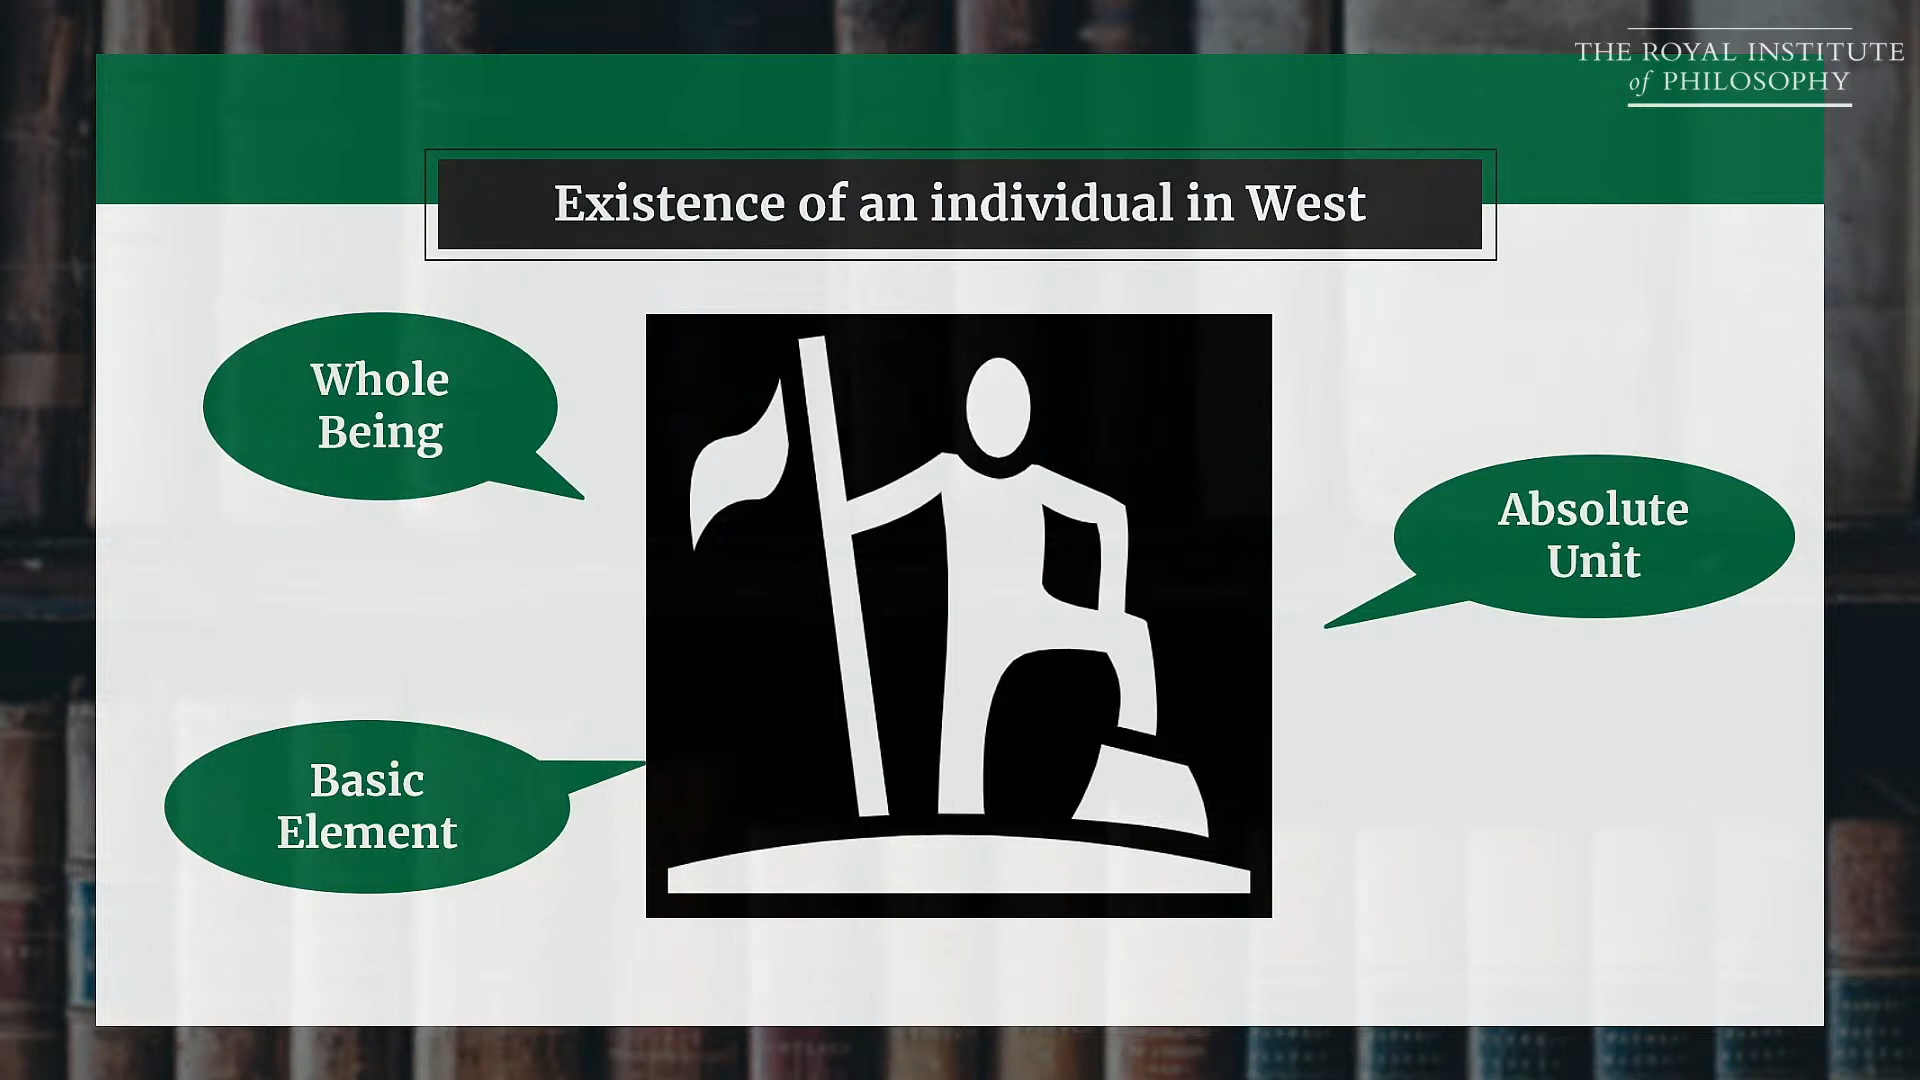 THE ROYAL INSTITUTE
of PHILOSOPHY
Existence of an individual in West
Whole
Being
Absolute
Unit
Basic
Element